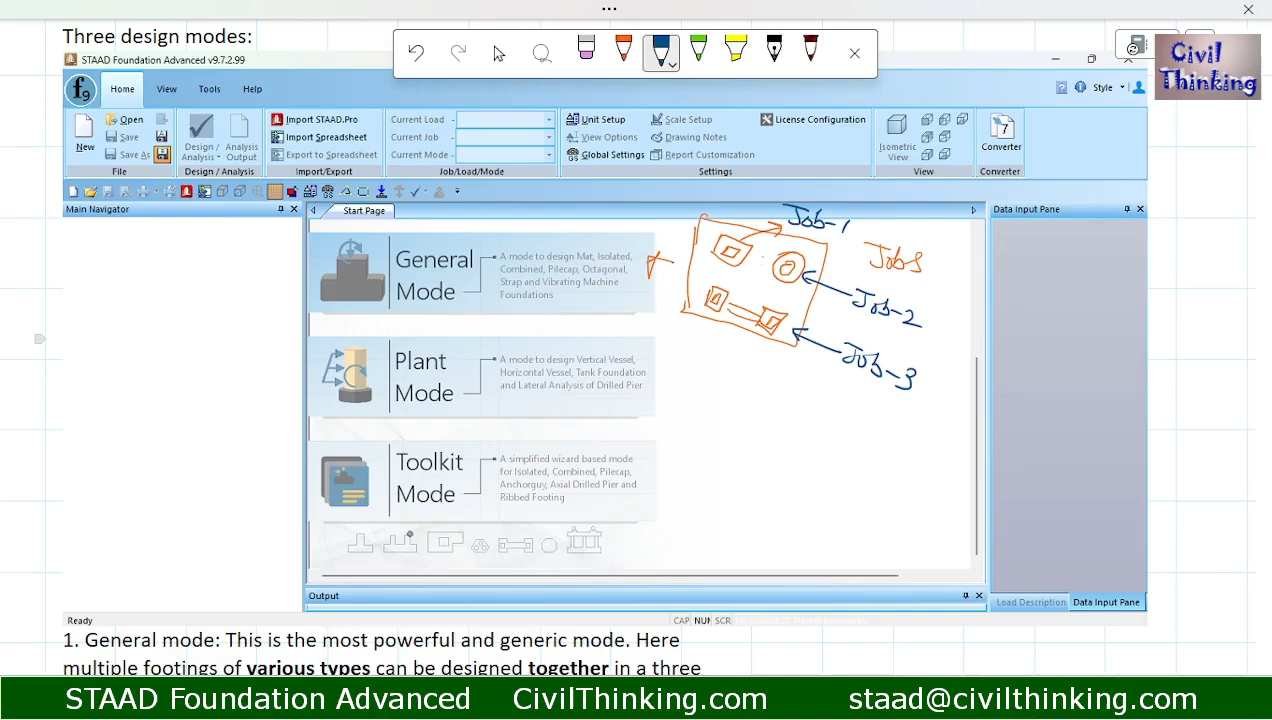 Three design modes:
Civil
Thinking
STAAD Foundation Advanced v9.7.2.99
f9
Home View Tools Help Style
New
Open
Save
Save As
File
Design /
Analysis
Analysis
Output
Design / Analysis
Import STAAD.Pro
Import Spreadsheet
Export to Spreadsheet
Import/Export
Current Load
Current Job
Current Mode
Job/Load/Mode
Unit Setup
View Options
Global Settings
Scale Setup
Drawing Notes
Report Customization
License Configuration
Settings
Isometric
View
View
7
Converter
Converter
Main Navigator
Start Page
Data Input Pane
General
Mode
A mode to design Mat, Isolated,
Combined, Pilecap, Octagonal,
Strap and Vibrating Machine
Foundations
Job-1
Jobs
Job-2
Job-3
Plant
Mode
A mode to design Vertical Vessel,
Horizontal Vessel, Tank Foundation
and Lateral Analysis of Drilled Pier
Toolkit
Mode
A simplified wizard based mode
for Isolated, Combined, Pilecap,
Anchorguy, Axial Drilled Pier and
Ribbed Footing
Output
Load Description Data Input Pane
Ready
CAP NUM SCR
1. General mode: This is the most powerful and generic mode. Here
multiple footings of various types can be designed together in a three
STAAD Foundation Advanced CivilThinking.com staad@civilthinking.com